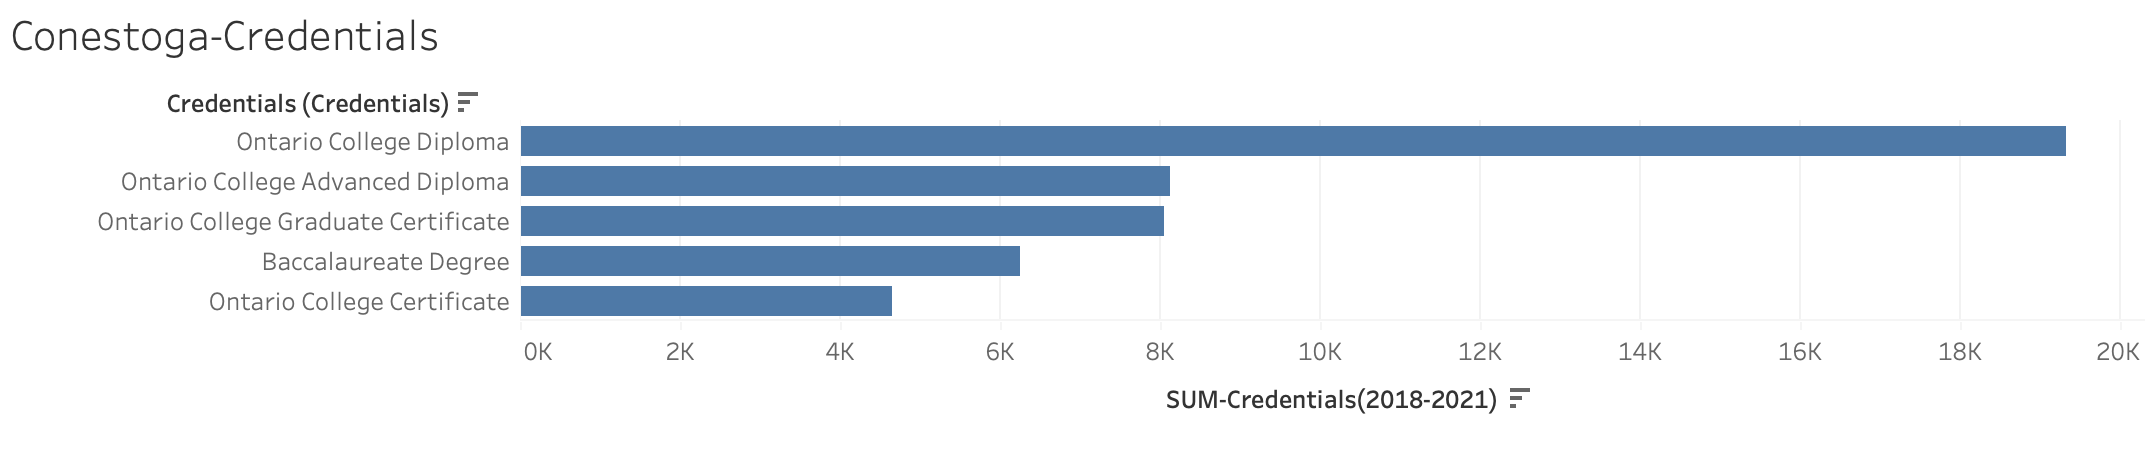 Conestoga-Credentials
Credentials (Credentials)
Ontario College Diploma
Ontario College Advanced Diploma
Ontario College Graduate Certificate
Baccalaureate Degree
Ontario College Certificate
0K 2K 4K 6K 8K 10K 12K 14K 16K 18K 20K
SUM-Credentials(2018-2021)